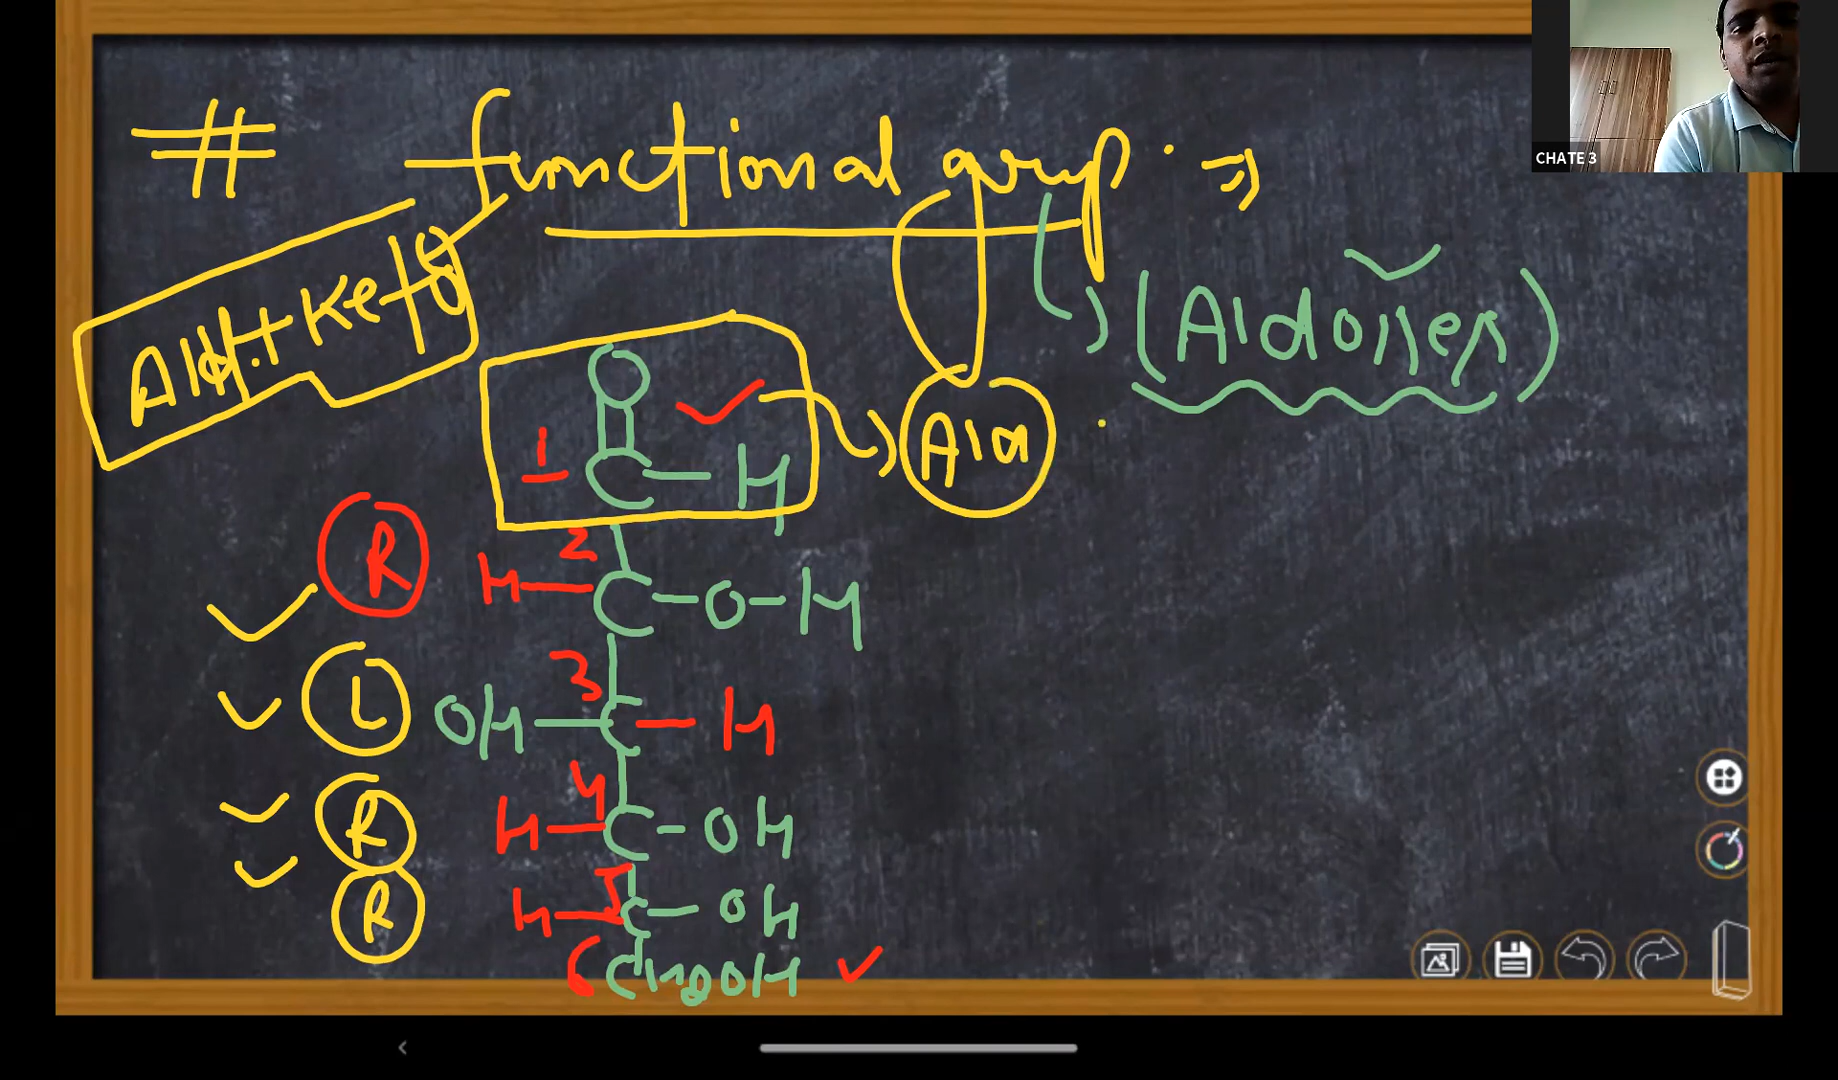 # functional group. ⇒
Ald.+Keto
(Aldoses)
O
1 C-H
Ald
2
R H-C-O-H
3
L OH-C-H
4
R H-C-OH
5
R H-C-OH
6 CH2OH
CHATE 3